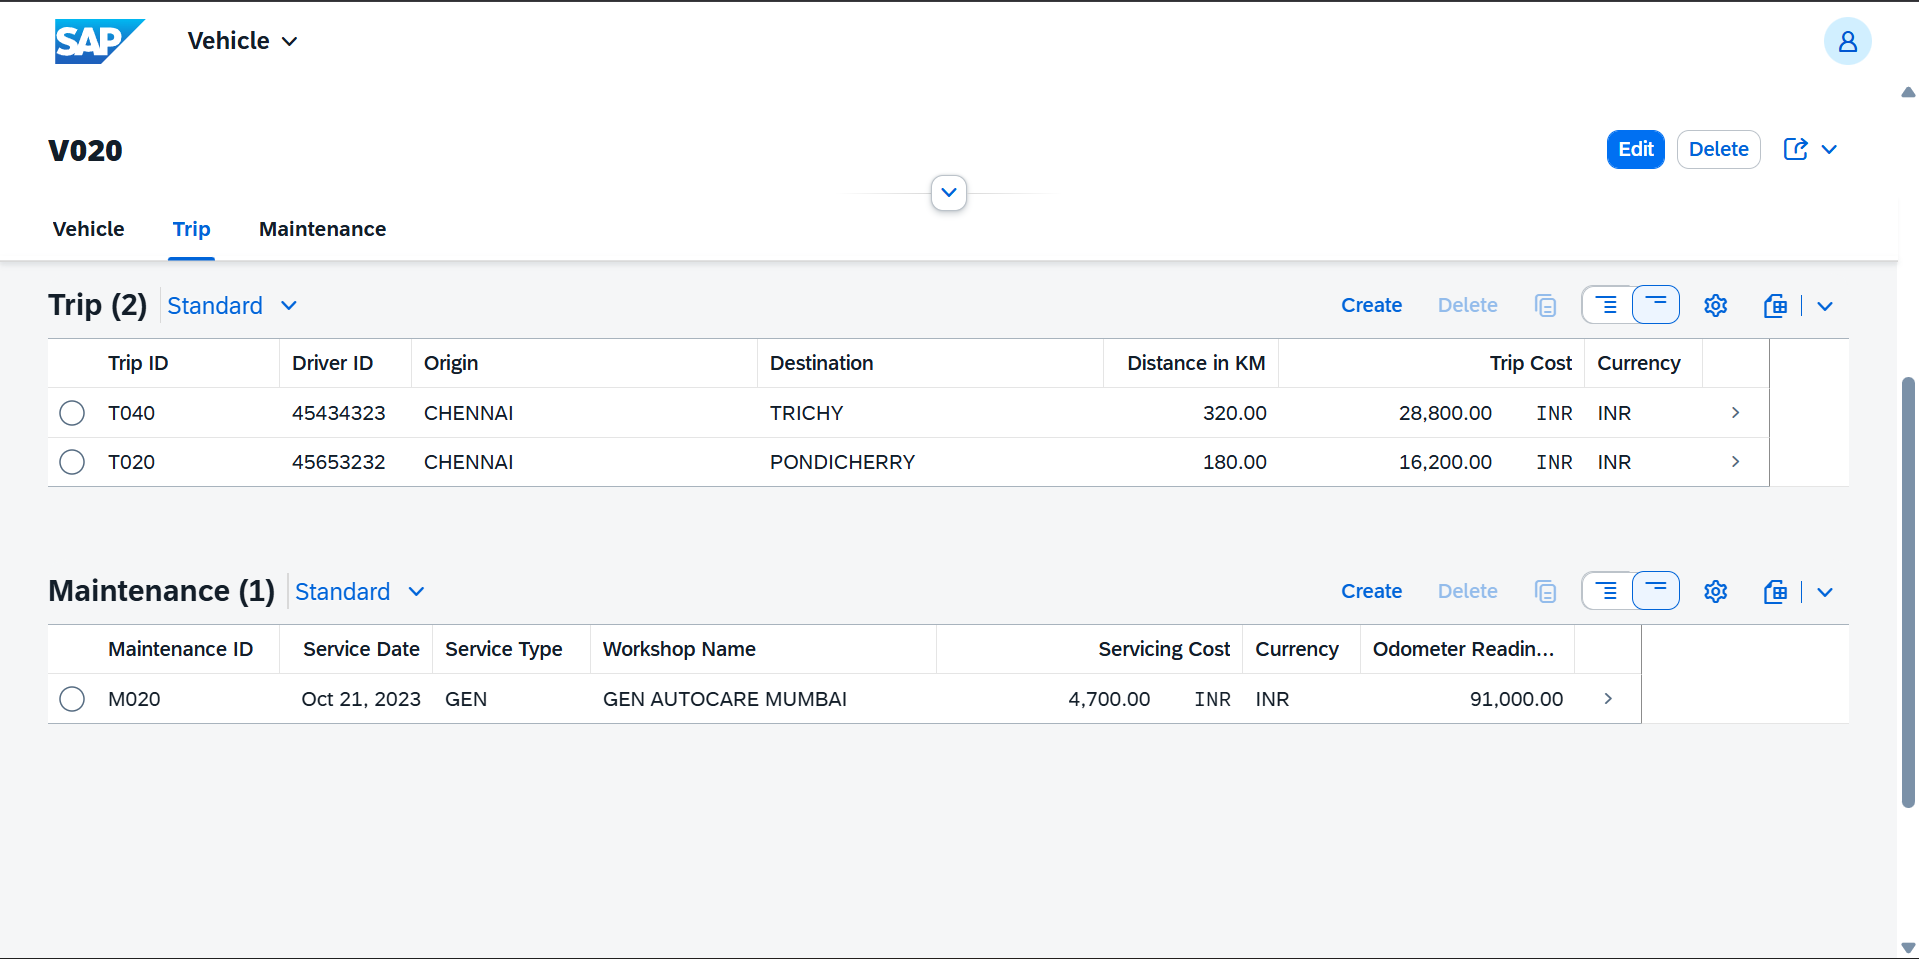 SAP Vehicle
V020 Edit Delete
Vehicle Trip Maintenance
Trip (2) Standard Create Delete
Trip ID Driver ID Origin Destination Distance in KM Trip Cost Currency
T040 45434323 CHENNAI TRICHY 320.00 28,800.00 INR INR
T020 45653232 CHENNAI PONDICHERRY 180.00 16,200.00 INR INR
Maintenance (1) Standard Create Delete
Maintenance ID Service Date Service Type Workshop Name Servicing Cost Currency Odometer Readin...
M020 Oct 21, 2023 GEN GEN AUTOCARE MUMBAI 4,700.00 INR INR 91,000.00